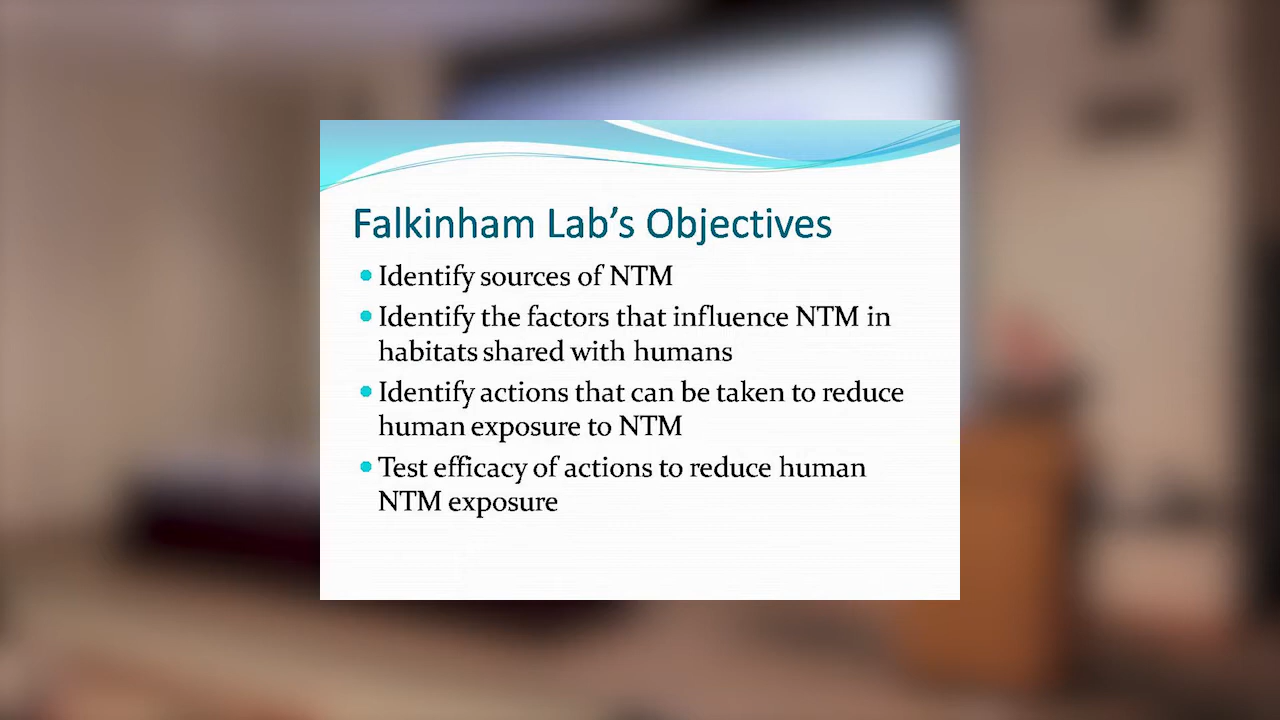 Falkinham Lab’s Objectives
Identify sources of NTM
Identify the factors that influence NTM in
habitats shared with humans
Identify actions that can be taken to reduce
human exposure to NTM
Test efficacy of actions to reduce human
NTM exposure